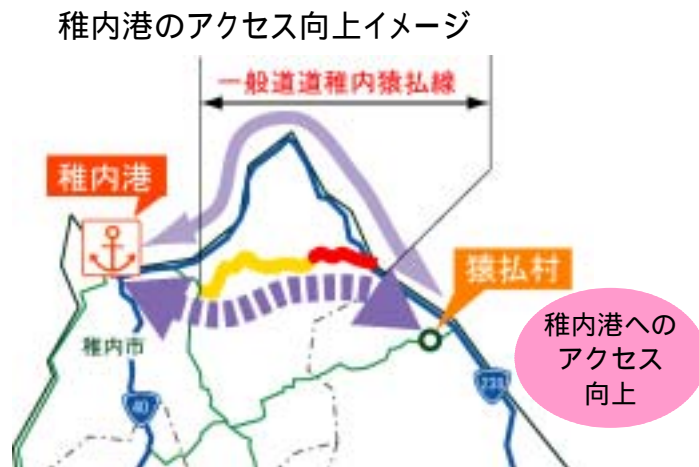 稚内港のアクセス向上イメージ
一般道道稚内猿払線
稚内港
猿払村
稚内港への
アクセス
向上
稚内市
40
238